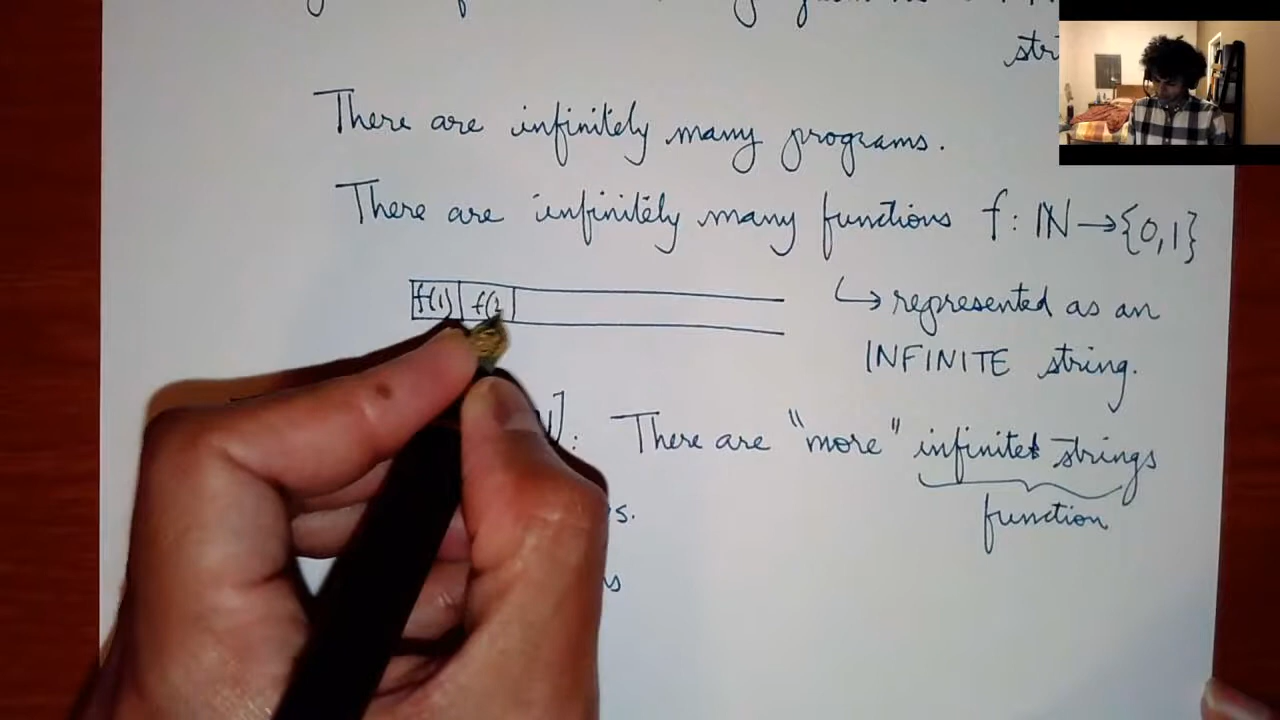 There are infinitely many programs.
There are infinitely many functions f: ℕ → {0,1}
f(1) f(2
↳ represented as an
INFINITE string.
: There are "more" infinite strings
function
s.
s